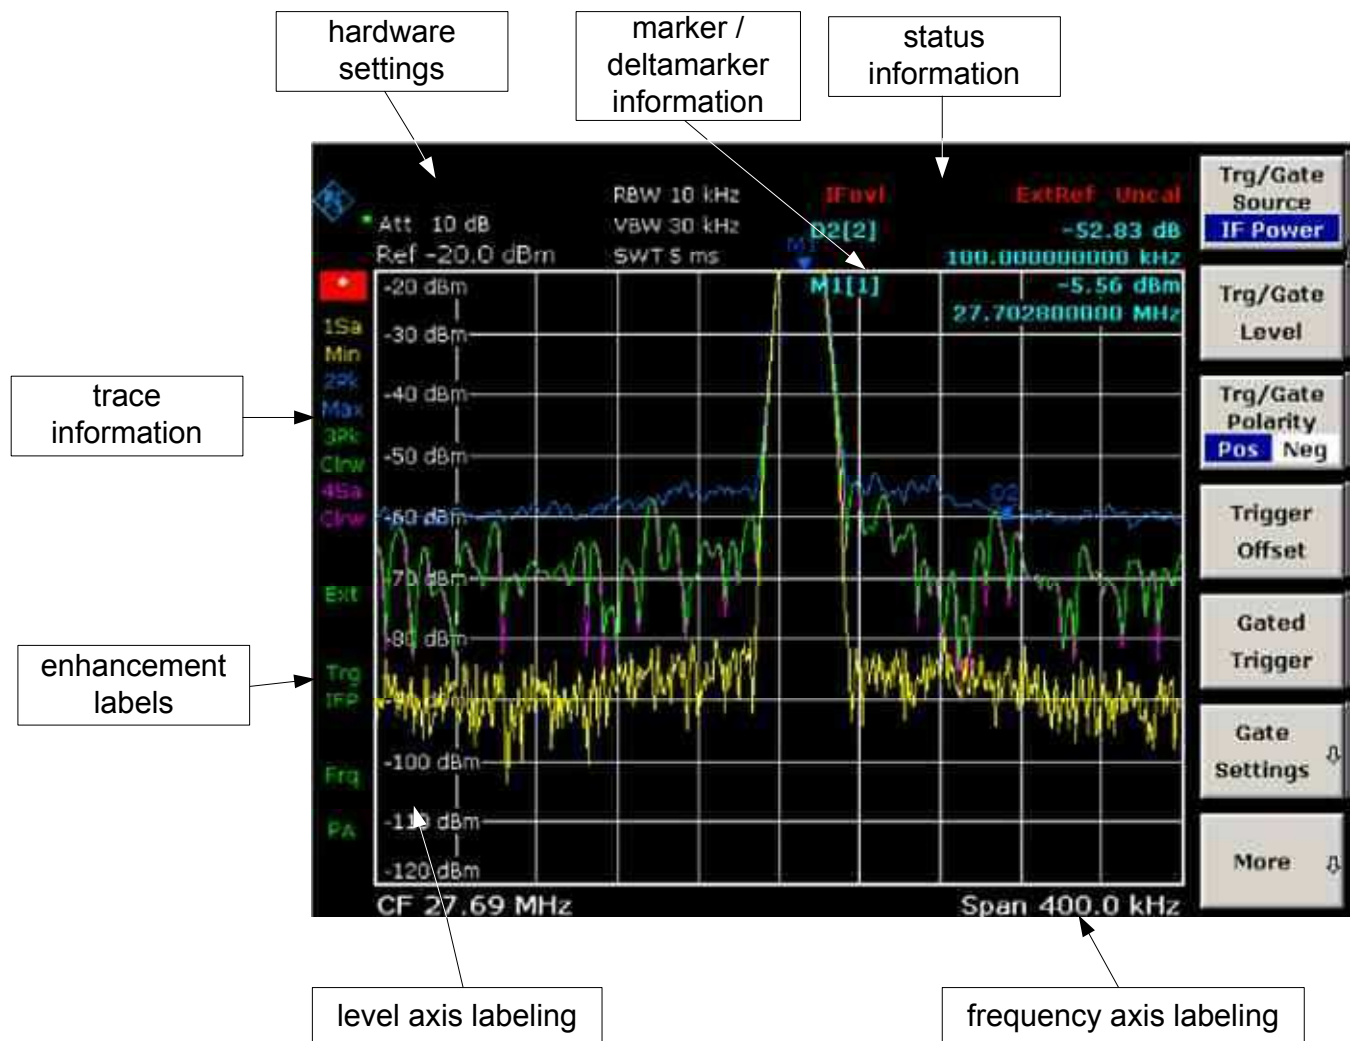 hardware
settings
marker /
deltamarker
information
status
information
RBW 10 kHz
IFovl
ExtRef Uncal
Att 10 dB
VBW 30 kHz
D2[2]
-52.83 dB
Ref -20.0 dBm
SWT 5 ms
M1
100.000000000 kHz
M1[1]
-5.56 dBm
27.702800000 MHz
*
1Sa
Min
2Pk
Max
3Pk
Clrw
4Sa
Clrw
Ext
Trg
IFP
Frq
PA
-20 dBm
-30 dBm
-40 dBm
-50 dBm
-60 dBm
-70 dBm
-80 dBm
-100 dBm
-110 dBm
-120 dBm
D2
CF 27.69 MHz
Span 400.0 kHz
Trg/Gate
Source
IF Power
Trg/Gate
Level
Trg/Gate
Polarity
Pos Neg
Trigger
Offset
Gated
Trigger
Gate
Settings
More
trace
information
enhancement
labels
level axis labeling
frequency axis labeling